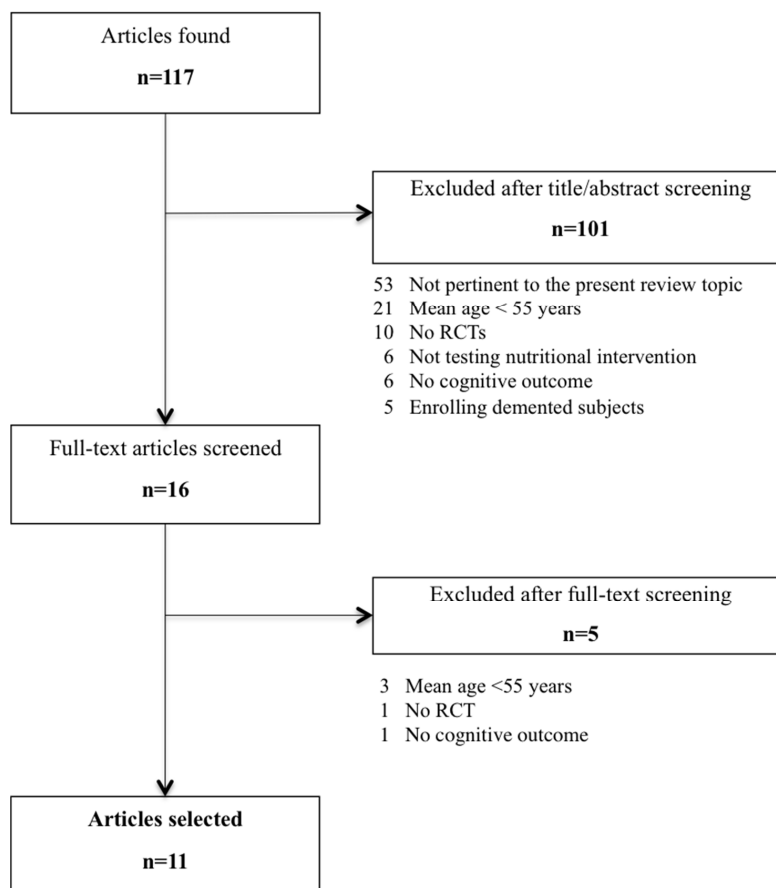 Articles found
n=117
Excluded after title/abstract screening
n=101
53 Not pertinent to the present review topic
21 Mean age < 55 years
10 No RCTs
6 Not testing nutritional intervention
6 No cognitive outcome
5 Enrolling demented subjects
Full-text articles screened
n=16
Excluded after full-text screening
n=5
3 Mean age <55 years
1 No RCT
1 No cognitive outcome
Articles selected
n=11